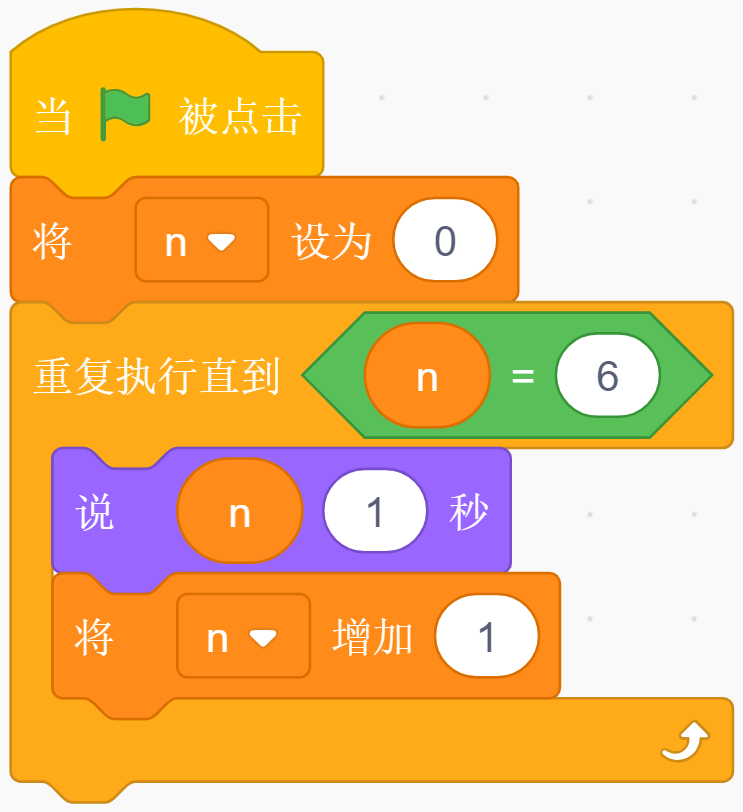 当 被点击
将 n 设为 0
重复执行直到 n = 6
说 n 1 秒
将 n 增加 1